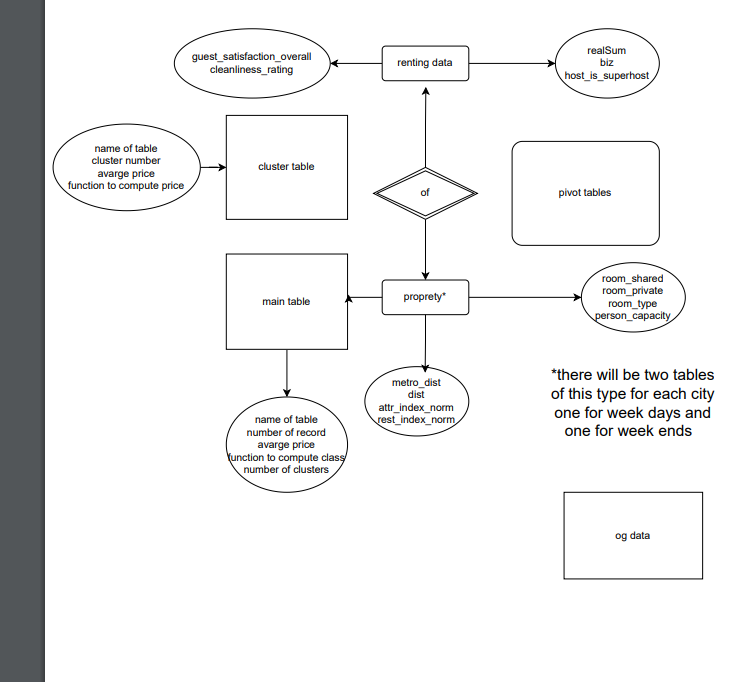 guest_satisfaction_overall
cleanliness_rating
renting data
realSum
biz
host_is_superhost
name of table
cluster number
avarge price
function to compute price
cluster table
of
pivot tables
main table
proprety*
room_shared
room_private
room_type
person_capacity
metro_dist
dist
attr_index_norm
rest_index_norm
*there will be two tables
of this type for each city
one for week days and
one for week ends
name of table
number of record
avarge price
function to compute class
number of clusters
og data